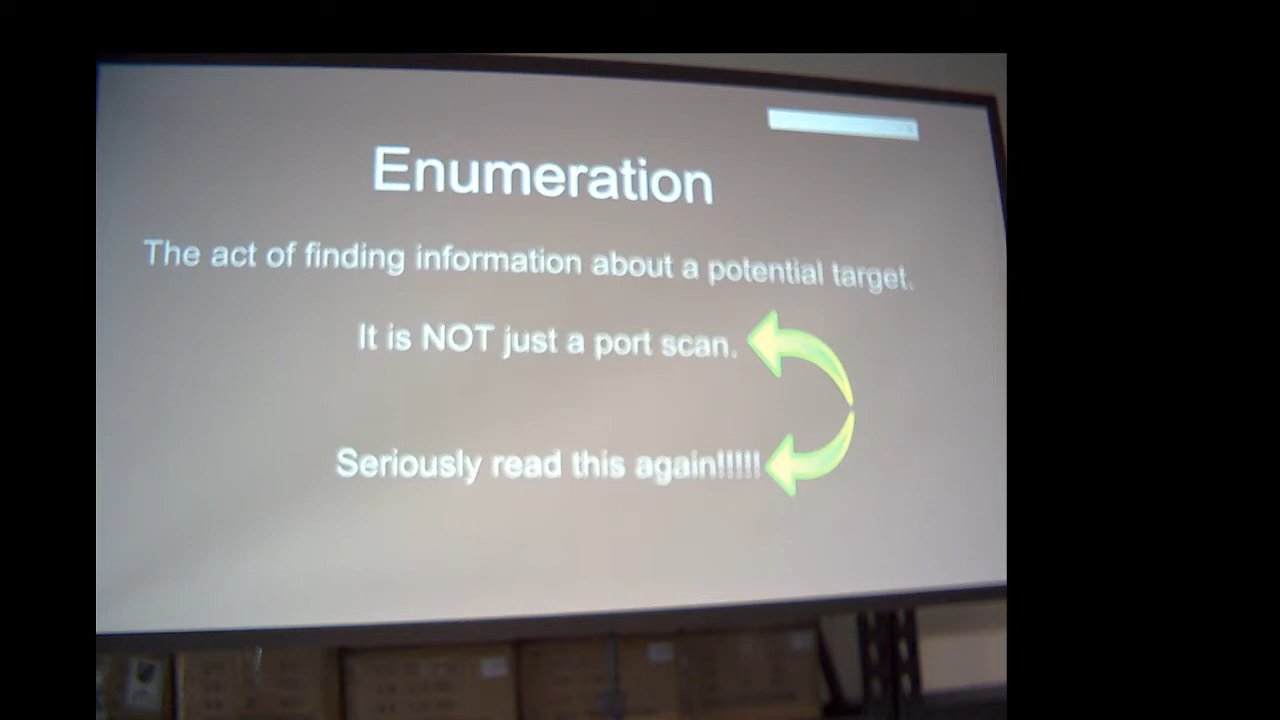 Enumeration
The act of finding information about a potential target.
It is NOT just a port scan.
Seriously read this again!!!!!